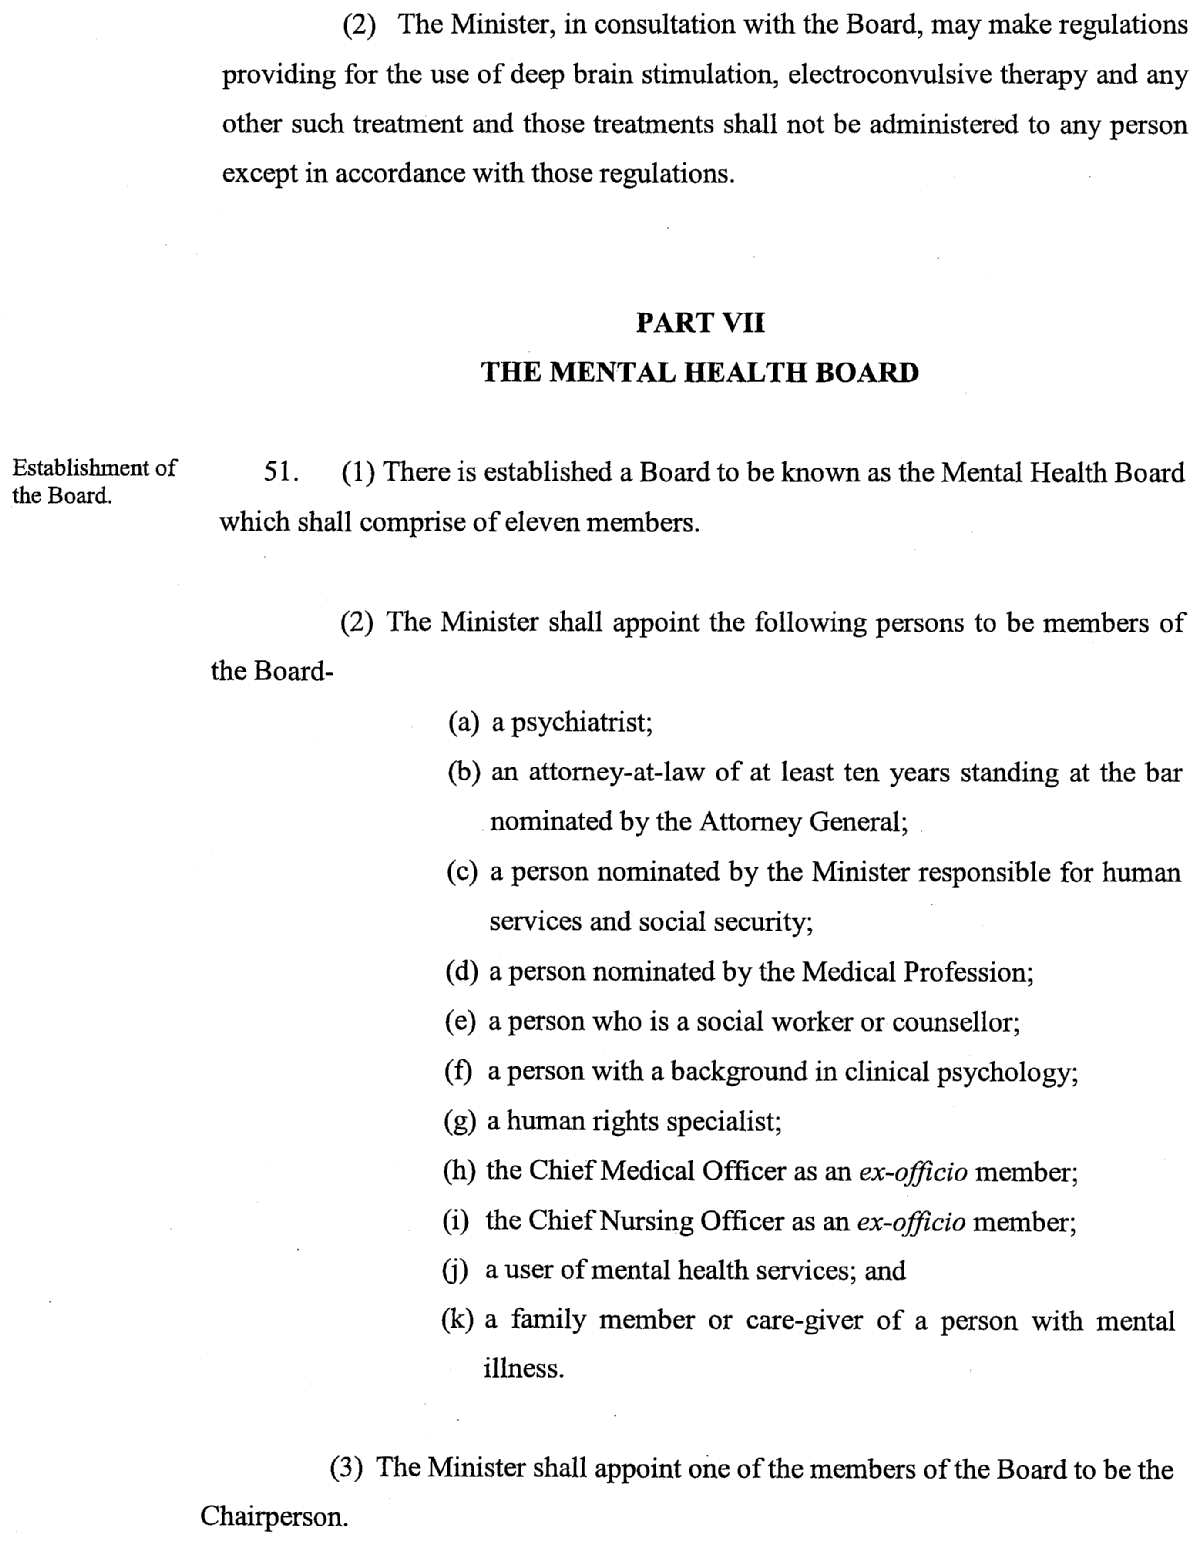 (2) The Minister, in consultation with the Board, may make regulations
providing for the use of deep brain stimulation, electroconvulsive therapy and any
other such treatment and those treatments shall not be administered to any person
except in accordance with those regulations.
PART VII
THE MENTAL HEALTH BOARD
Establishment of
the Board.
51. (1) There is established a Board to be known as the Mental Health Board
which shall comprise of eleven members.
(2) The Minister shall appoint the following persons to be members of
the Board-
(a) a psychiatrist;
(b) an attorney-at-law of at least ten years standing at the bar
nominated by the Attorney General;
(c) a person nominated by the Minister responsible for human
services and social security;
(d) a person nominated by the Medical Profession;
(e) a person who is a social worker or counsellor;
(f) a person with a background in clinical psychology;
(g) a human rights specialist;
(h) the Chief Medical Officer as an ex-officio member;
(i) the Chief Nursing Officer as an ex-officio member;
(j) a user of mental health services; and
(k) a family member or care-giver of a person with mental
illness.
(3) The Minister shall appoint one of the members of the Board to be the
Chairperson.